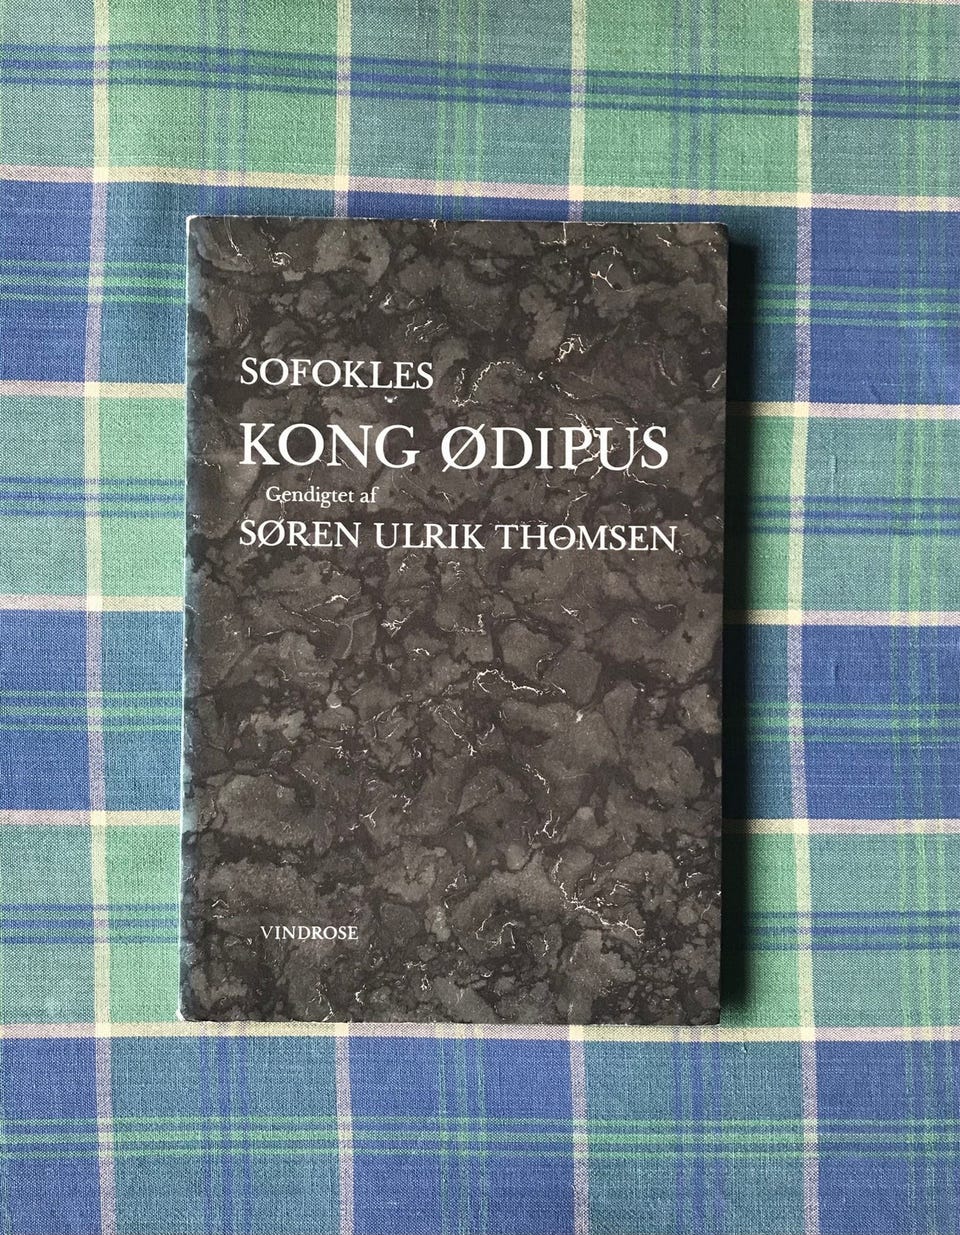 SOFOKLES
KONG ØDIPUS
Gendigtet af
SØREN ULRIK THOMSEN
VINDROSE